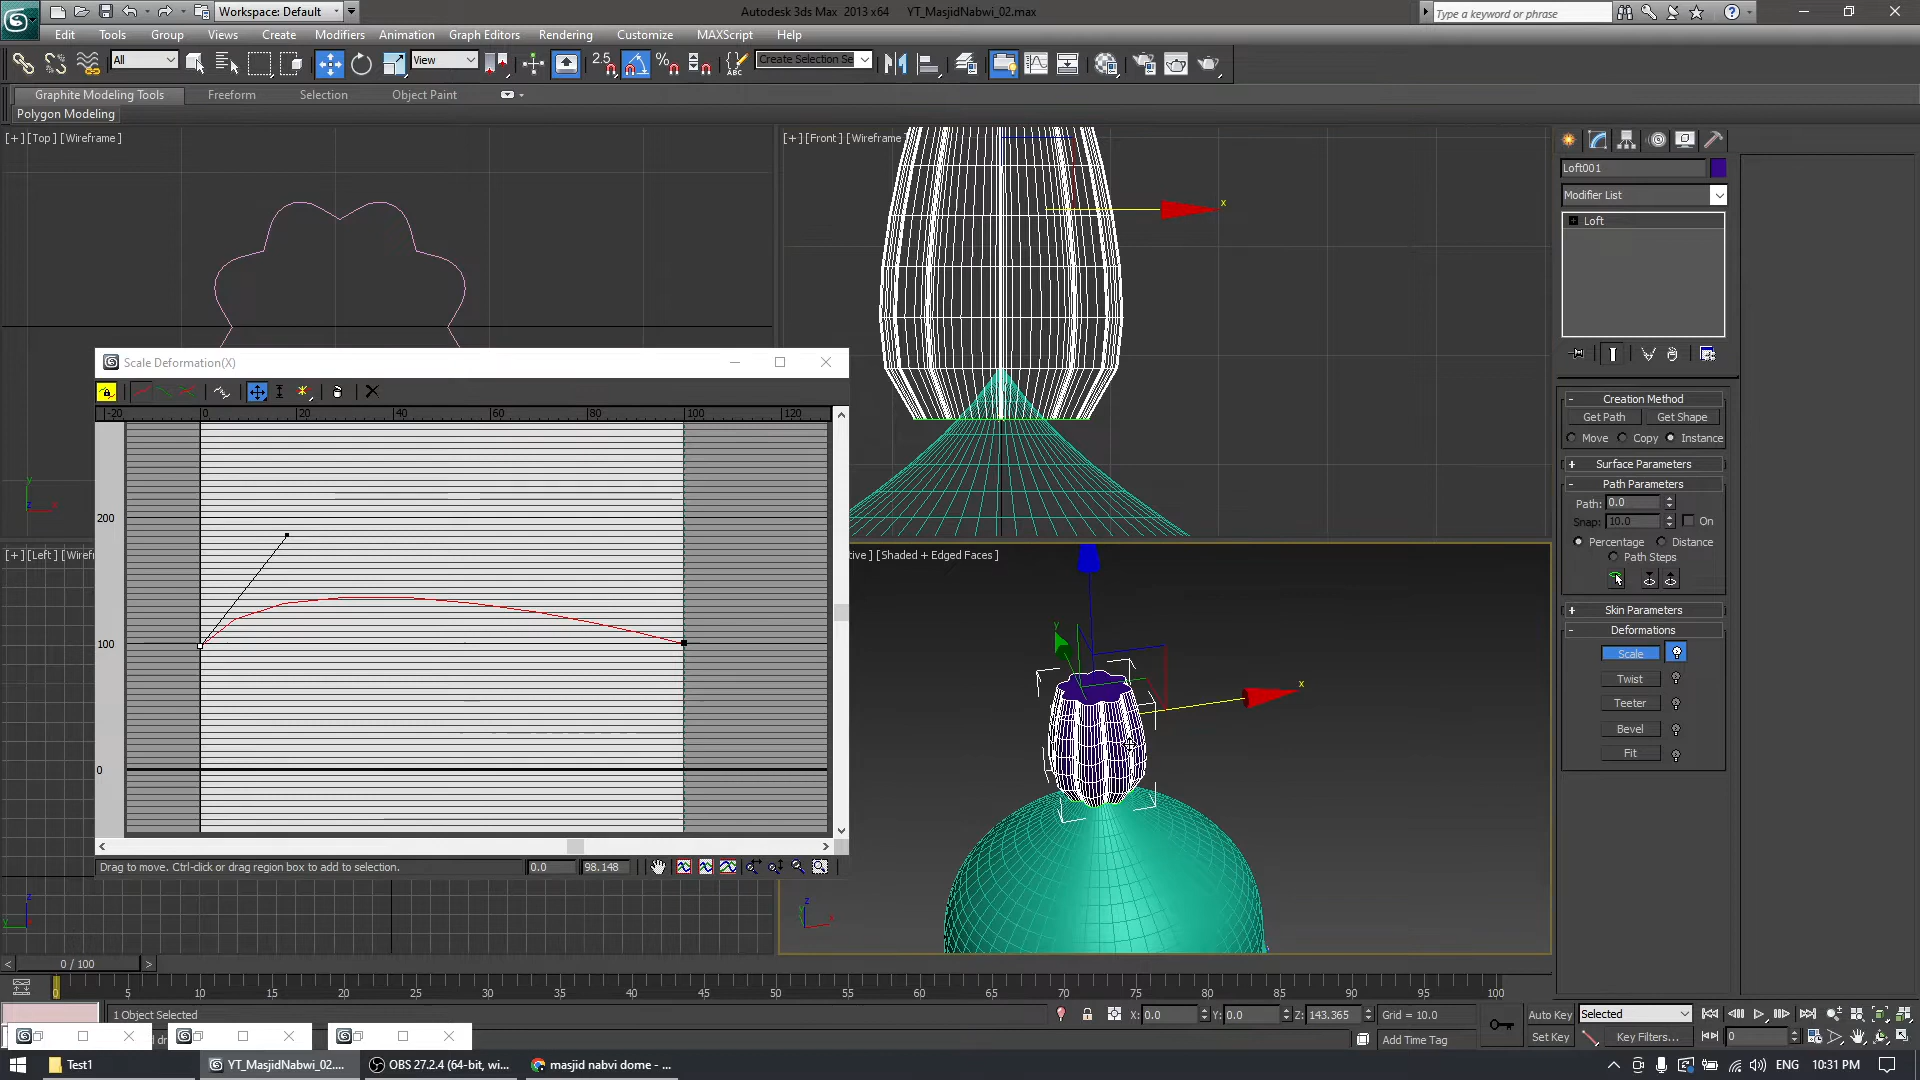 Workspace: Default
Autodesk 3ds Max 2013 x64 YT_MasjidNabwi_02.max
Type a keyword or phrase
Edit Tools Group Views Create Modifiers Animation Graph Editors Rendering Customize MAXScript Help
All
View
2.5
Create Selection Se
Graphite Modeling Tools Freeform Selection Object Paint
Polygon Modeling
[+] [Top] [Wireframe ]
[+] [Front] [Wireframe
Loft001
Modifier List
Loft
Scale Deformation(X)
-20 0 20 40 60 80 100 120
200
100
0
Drag to move. Ctrl-click or drag region box to add to selection.
0.0
98.148
[+] [Left] [Wirefr
tive ] [Shaded + Edged Faces ]
x
y
z
Creation Method
Get Path Get Shape
Move Copy Instance
Surface Parameters
Path Parameters
Path: 0.0
Snap: 10.0 On
Percentage Distance
Path Steps
Skin Parameters
Deformations
Scale
Twist
Teeter
Bevel
Fit
0 / 100
0 5 10 15 20 25 30 35 40 45 50 55 60 65 70 75 80 85 90 95 100
1 Object Selected
X: 0.0 Y: 0.0 Z: 143.365 Grid = 10.0
Auto Key Selected
Add Time Tag
Set Key Key Filters...
0
Test1
YT_MasjidNabwi_02....
OBS 27.2.4 (64-bit, wi...
masjid nabvi dome - ...
ENG 10:31 PM